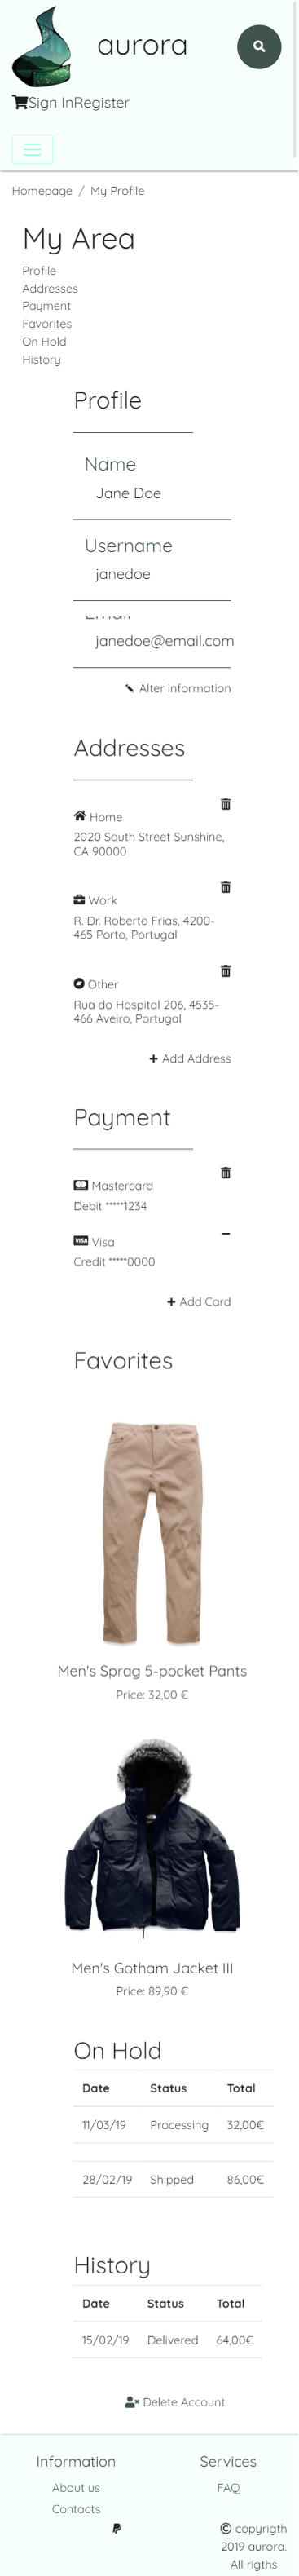 aurora
Sign InRegister
Homepage / My Profile
My Area
Profile
Addresses
Payment
Favorites
On Hold
History
Profile
Name
Jane Doe
Username
janedoe
Email
janedoe@email.com
Alter information
Addresses
Home
2020 South Street Sunshine,
CA 90000
Work
R. Dr. Roberto Frias, 4200-
465 Porto, Portugal
Other
Rua do Hospital 206, 4535-
466 Aveiro, Portugal
+ Add Address
Payment
Mastercard
Debit *****1234
VISA Visa
Credit *****0000
+ Add Card
Favorites
Men's Sprag 5-pocket Pants
Price: 32,00 €
Men's Gotham Jacket III
Price: 89,90 €
On Hold
Date Status Total
11/03/19 Processing 32,00€
28/02/19 Shipped 86,00€
History
Date Status Total
15/02/19 Delivered 64,00€
Delete Account
Information Services
About us FAQ
Contacts
© copyrigth
2019 aurora.
All rigths